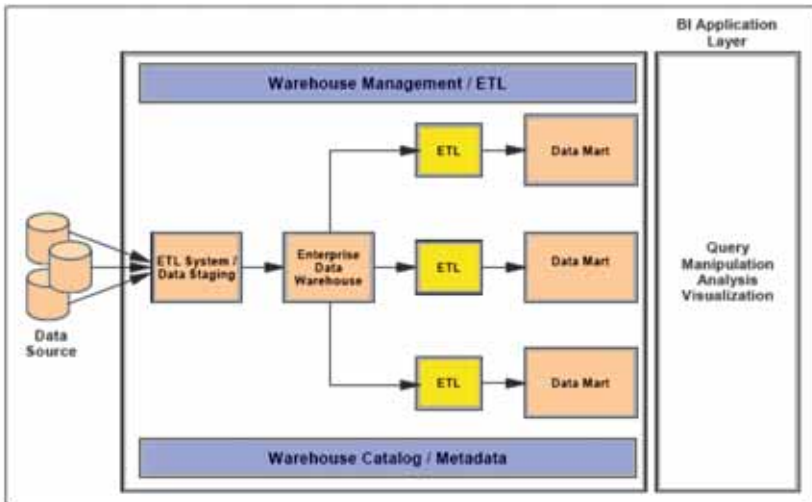 BI Application
Layer
Warehouse Management / ETL
ETL
Data Mart
Data
Source
ETL System /
Data Staging
Enterprise
Data
Warehouse
ETL
Data Mart
Query
Manipulation
Analysis
Visualization
ETL
Data Mart
Warehouse Catalog / Metadata